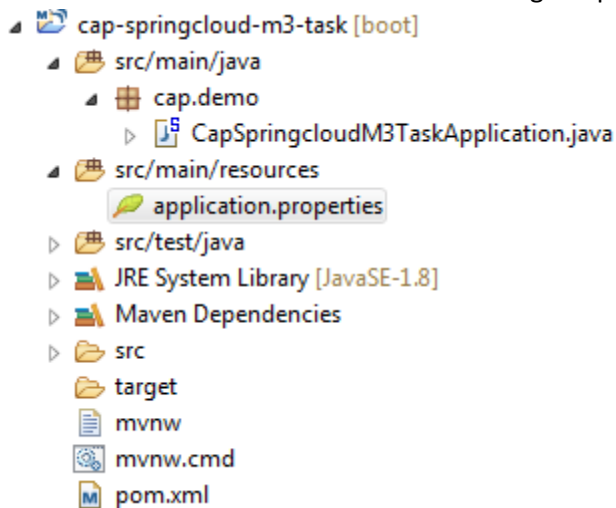 cap-springcloud-m3-task [boot]
src/main/java
cap.demo
CapSpringcloudM3TaskApplication.java
src/main/resources
application.properties
src/test/java
JRE System Library [JavaSE-1.8]
Maven Dependencies
src
target
mvnw
mvnw.cmd
pom.xml